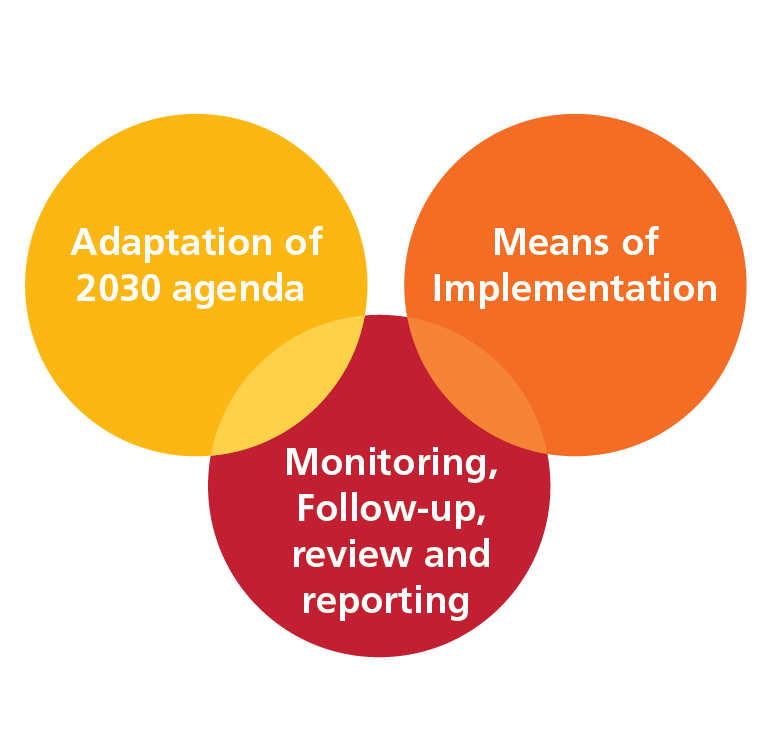 Adaptation of
2030 agenda
Means of
Implementation
Monitoring,
Follow-up,
review and
reporting